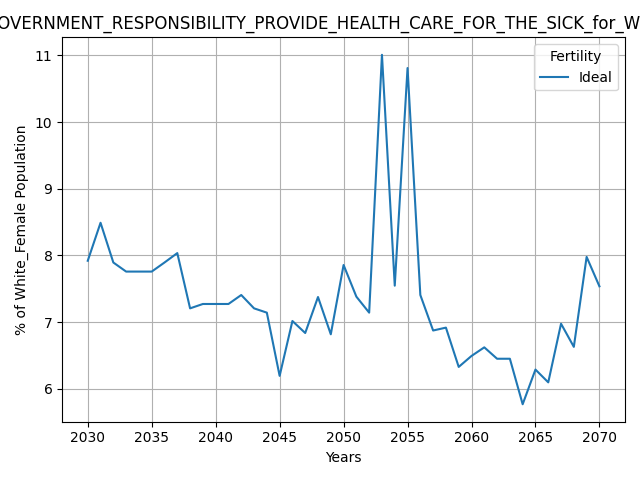 OVERNMENT_RESPONSIBILITY_PROVIDE_HEALTH_CARE_FOR_THE_SICK_for_W
Fertility
Ideal
% of White_Female Population
11
10
9
8
7
6
2030 2035 2040 2045 2050 2055 2060 2065 2070
Years